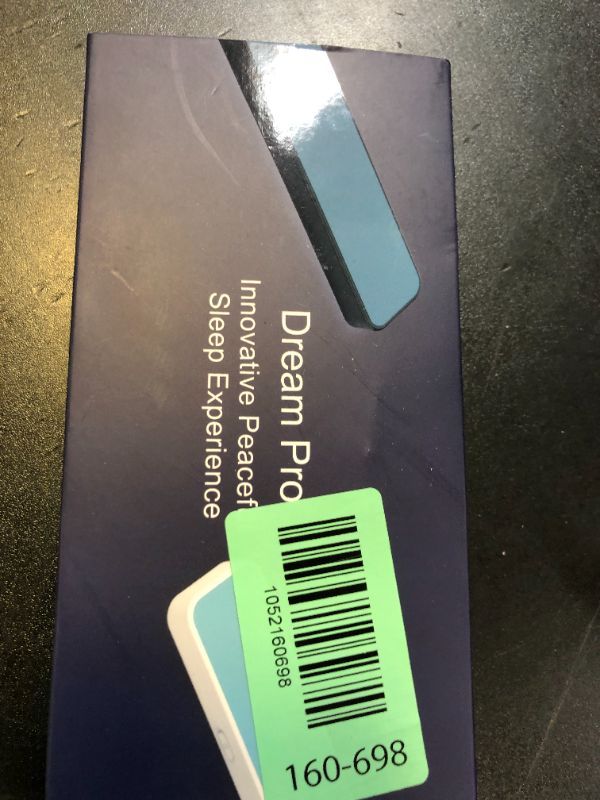 Dream Pro
Innovative Peacef
Sleep Experience
1052160698
160-698